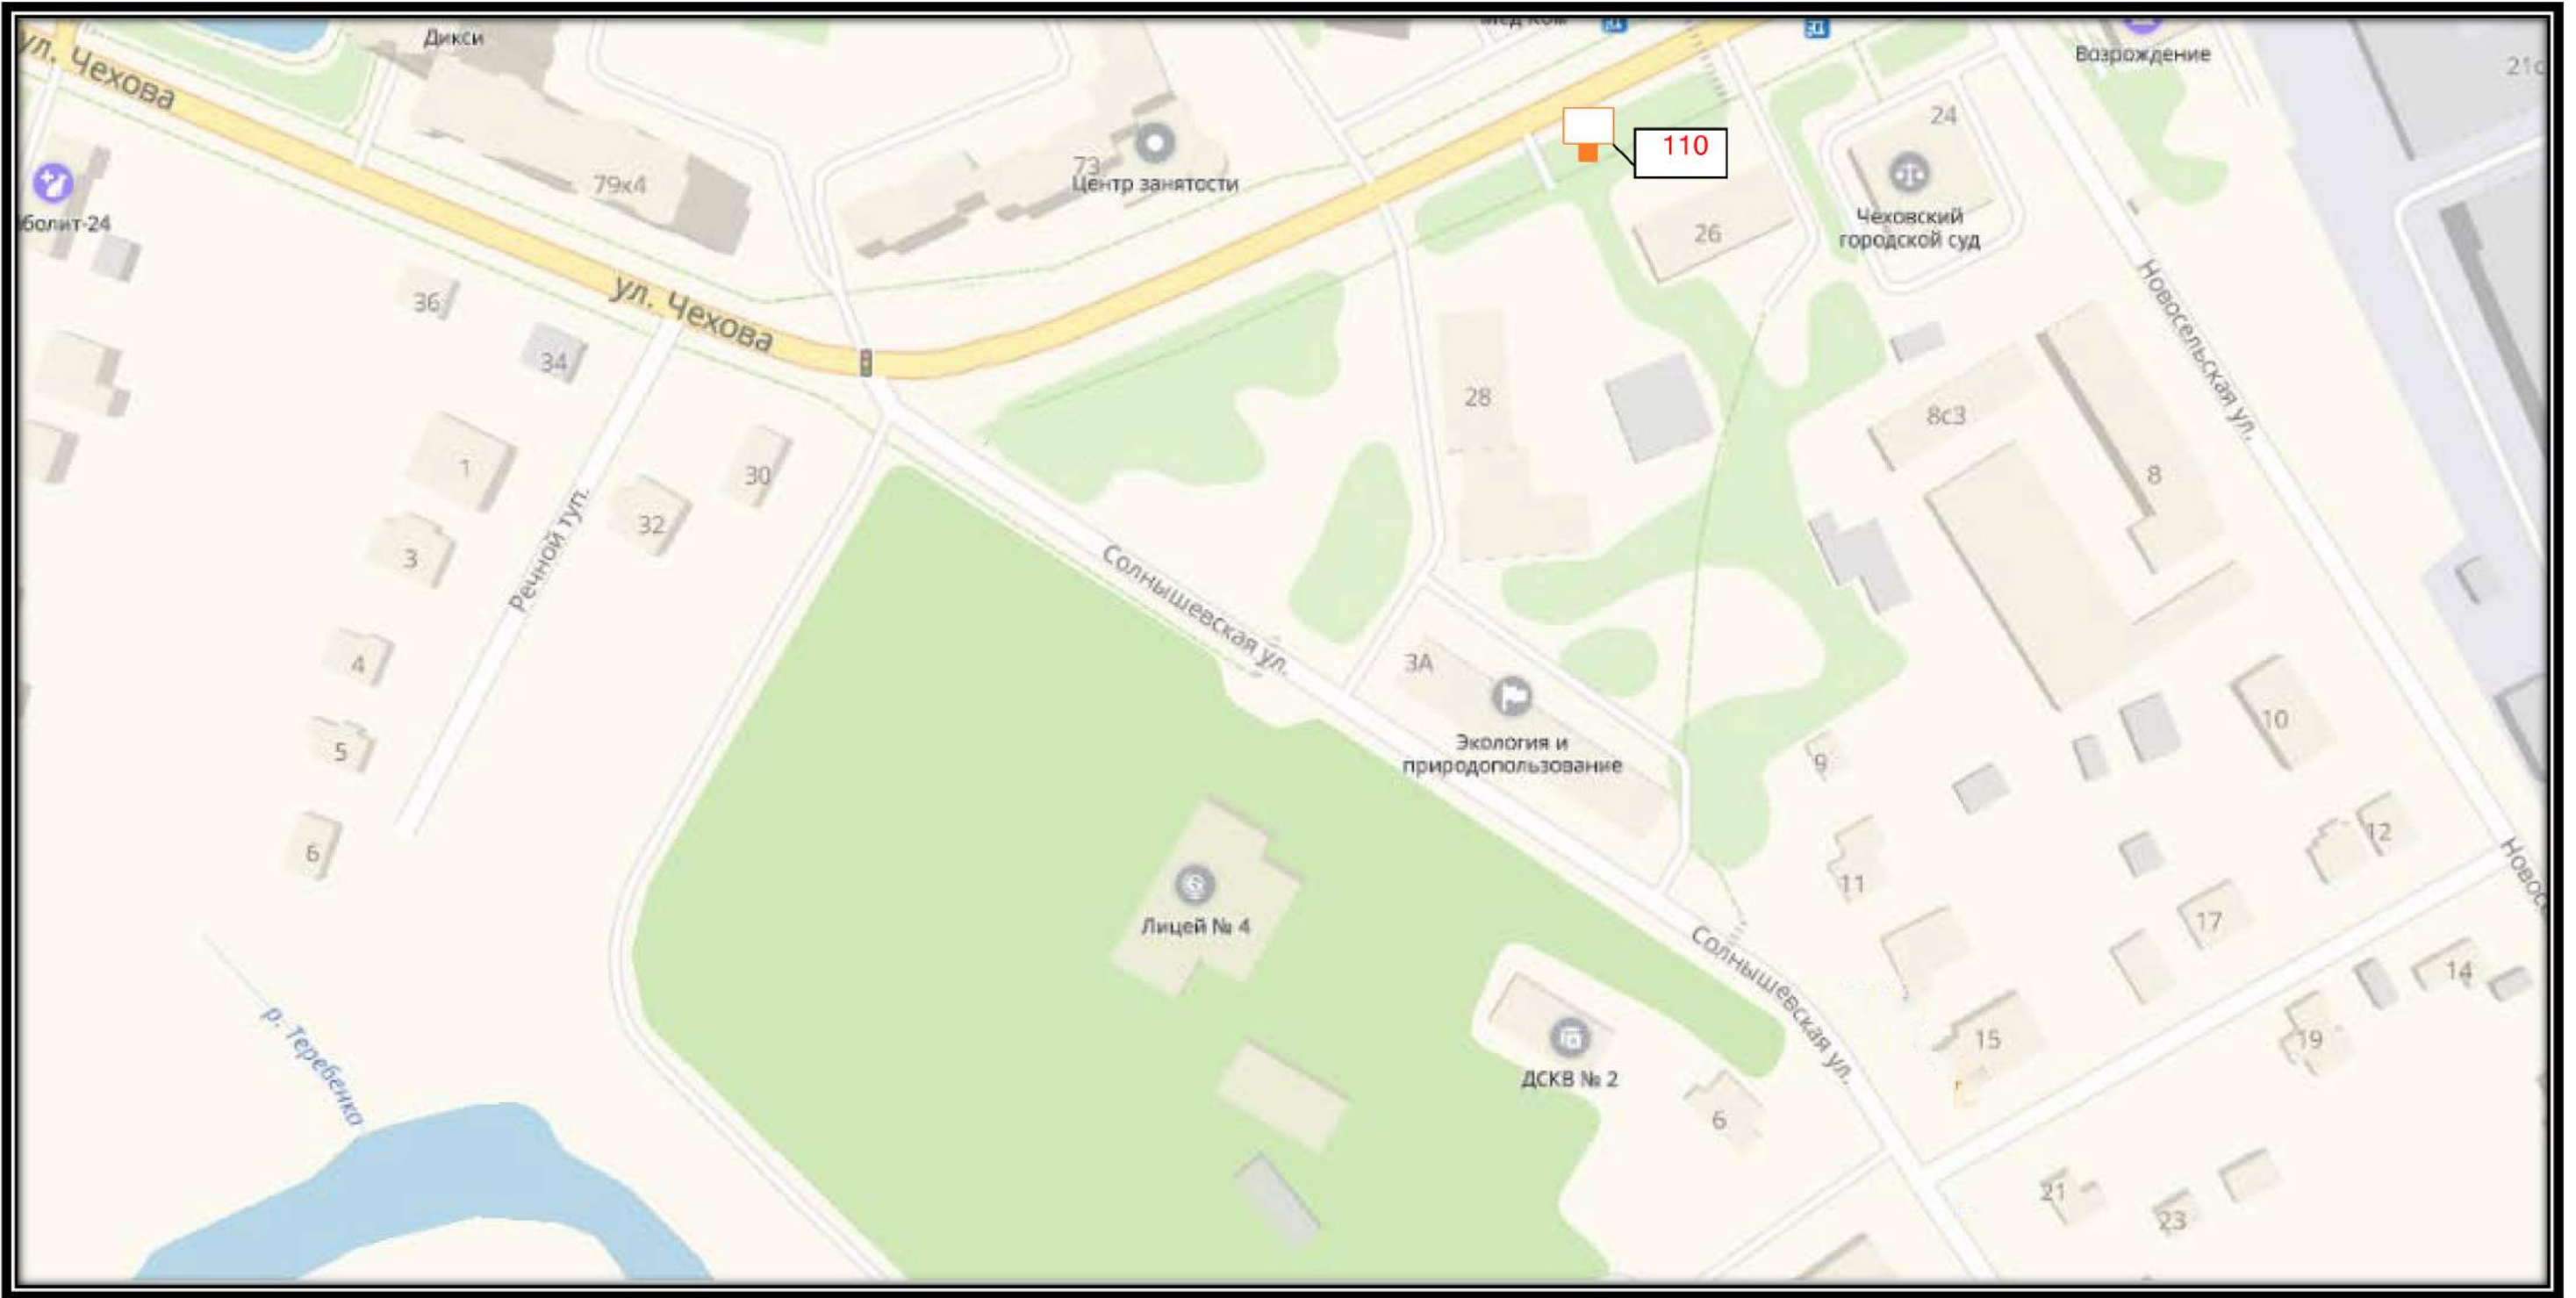 Дикси
Возрождение
ул. Чехова
24
110
73
Центр занятости
79к4
Чеховский
городской суд
26
36
ул. Чехова
34
Новосельская ул.
28
8с3
1
30
8
32
3
Речной туп.
Солнышевская ул.
4
3А
10
5
Экология и
природопользование
9
12
6
11
Лицей № 4
17
Солнышевская ул.
14
р. Теребенка
15
19
ДСКВ № 2
6
21
23